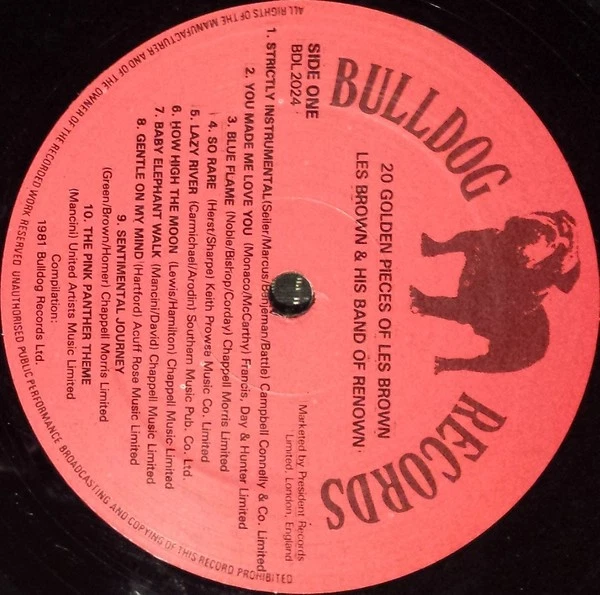 BULLDOG RECORDS
20 GOLDEN PIECES OF LES BROWN
LES BROWN & HIS BAND OF RENOWN
SIDE ONE
BDL 2024
Marketed by President Records
Limited. London, England
1. STRICTLY INSTRUMENTAL (Seller/Marcus/Benjeman/Battle) Campbell Connelly & Co. Limited
2. YOU MADE ME LOVE YOU (Monaco/McCarthy) Francis, Day & Hunter Limited
3. BLUE FLAME (Noble/Bishop/Corday) Chappell Morris Limited
4. SO RARE (Herst/Sharpe) Keith Prowse Music Co. Limited
5. LAZY RIVER (Carmichael/Arodin) Southern Music Pub. Co. Ltd.
6. HOW HIGH THE MOON (Lewis/Hamilton) Chappell Music Limited
7. BABY ELEPHANT WALK (Mancini/David) Chappell Music Limited
8. GENTLE ON MY MIND (Hartford) Acuff Rose Music Limited
9. SENTIMENTAL JOURNEY
(Green/Brown/Homer) Chappell Morris Limited
10. THE PINK PANTHER THEME
(Mancini) United Artists Music Limited
Compilation:
1981 Bulldog Records Ltd.
ALL RIGHTS OF THE MANUFACTURER AND OF THE OWNER OF THE RECORDED WORK RESERVED UNAUTHORISED PUBLIC PERFORMANCE BROADCASTING AND COPYING OF THIS RECORD PROHIBITED